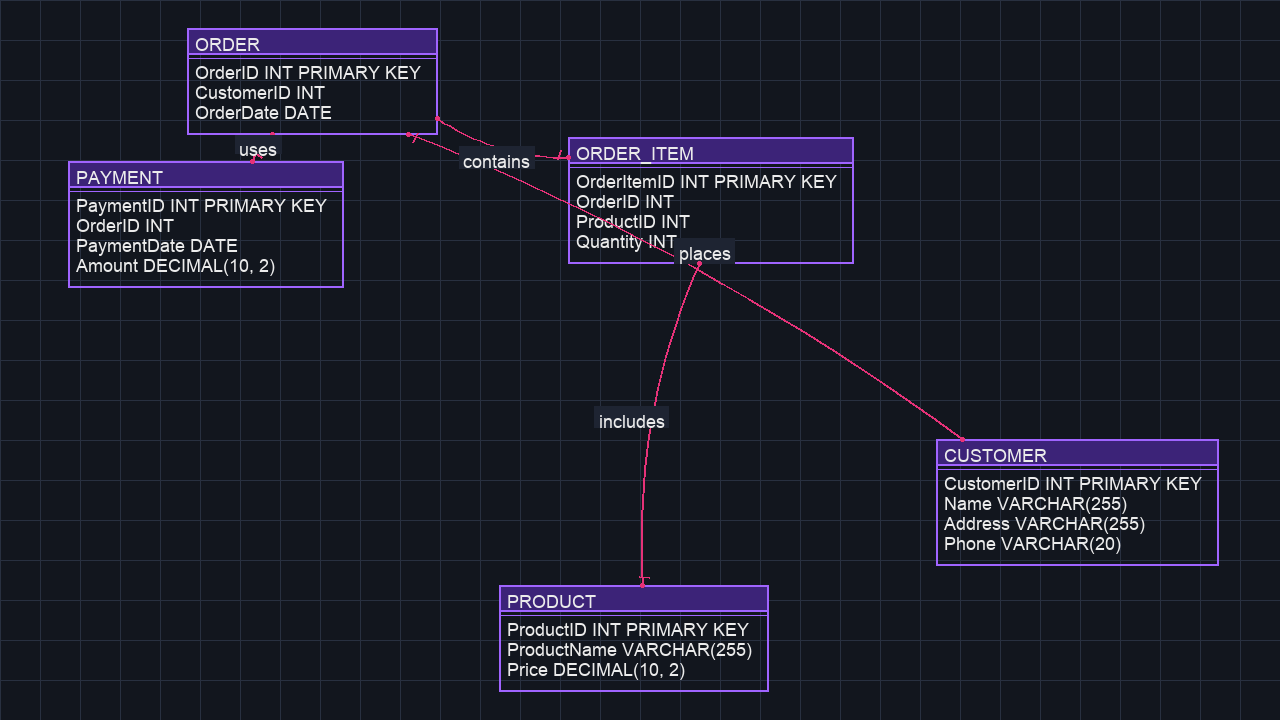 ORDER
OrderID INT PRIMARY KEY
CustomerID INT
OrderDate DATE
uses
contains
PAYMENT
PaymentID INT PRIMARY KEY
OrderID INT
PaymentDate DATE
Amount DECIMAL(10, 2)
ORDER_ITEM
OrderItemID INT PRIMARY KEY
OrderID INT
ProductID INT
Quantity INT
places
includes
CUSTOMER
CustomerID INT PRIMARY KEY
Name VARCHAR(255)
Address VARCHAR(255)
Phone VARCHAR(20)
PRODUCT
ProductID INT PRIMARY KEY
ProductName VARCHAR(255)
Price DECIMAL(10, 2)